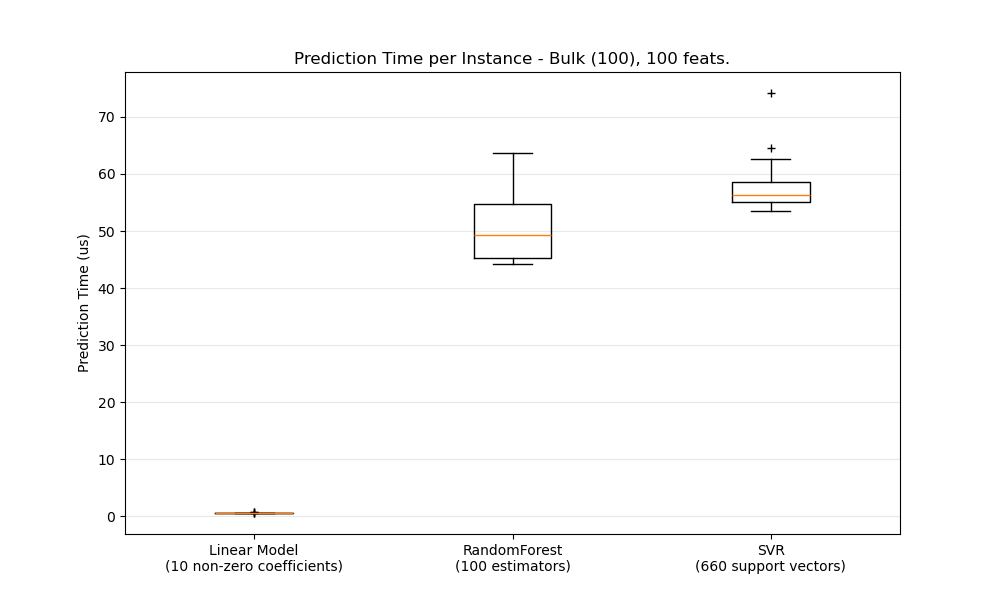 Prediction Time per Instance - Bulk (100), 100 feats.
Prediction Time (us)
70
60
50
40
30
20
10
0
Linear Model
(10 non-zero coefficients)
RandomForest
(100 estimators)
SVR
(660 support vectors)